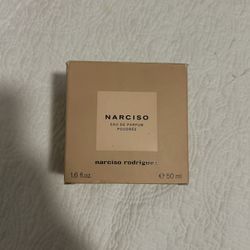 NARCISO
EAU DE PARFUM
POUDRÉE
narciso rodriguez
1.6 fl.oz. ℮ 50 ml